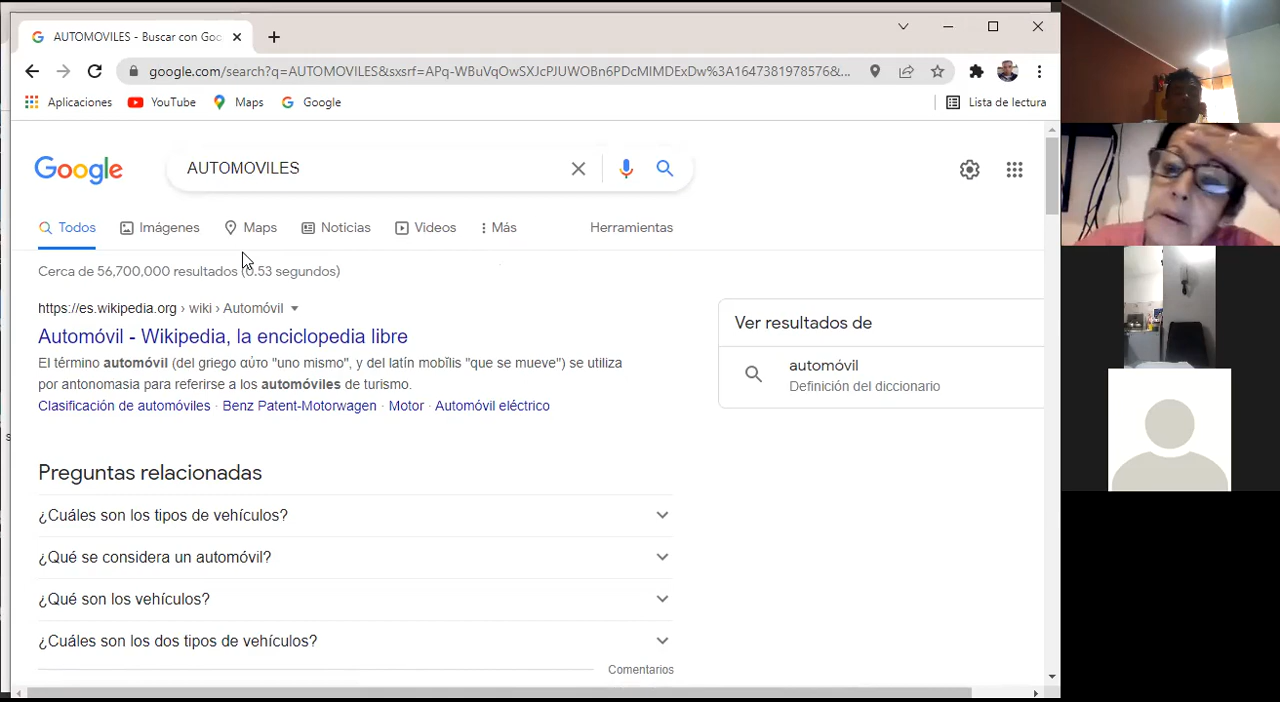 AUTOMOVILES - Buscar con Goo
google.com/search?q=AUTOMOVILES&sxsrf=APq-WBuVqOwSXJcPJUWOBn6PDcMIMDExDw%3A1647381978576&...
Aplicaciones YouTube Maps Google Lista de lectura
Google AUTOMOVILES
Todos Imágenes Maps Noticias Videos Más Herramientas
Cerca de 56,700,000 resultados (0.53 segundos)
https://es.wikipedia.org › wiki › Automóvil
Automóvil - Wikipedia, la enciclopedia libre
El término automóvil (del griego αὐτο "uno mismo", y del latín mobĭlis "que se mueve") se utiliza
por antonomasia para referirse a los automóviles de turismo.
Clasificación de automóviles · Benz Patent-Motorwagen · Motor · Automóvil eléctrico
Ver resultados de
automóvil
Definición del diccionario
Preguntas relacionadas
¿Cuáles son los tipos de vehículos?
¿Qué se considera un automóvil?
¿Qué son los vehículos?
¿Cuáles son los dos tipos de vehículos?
Comentarios